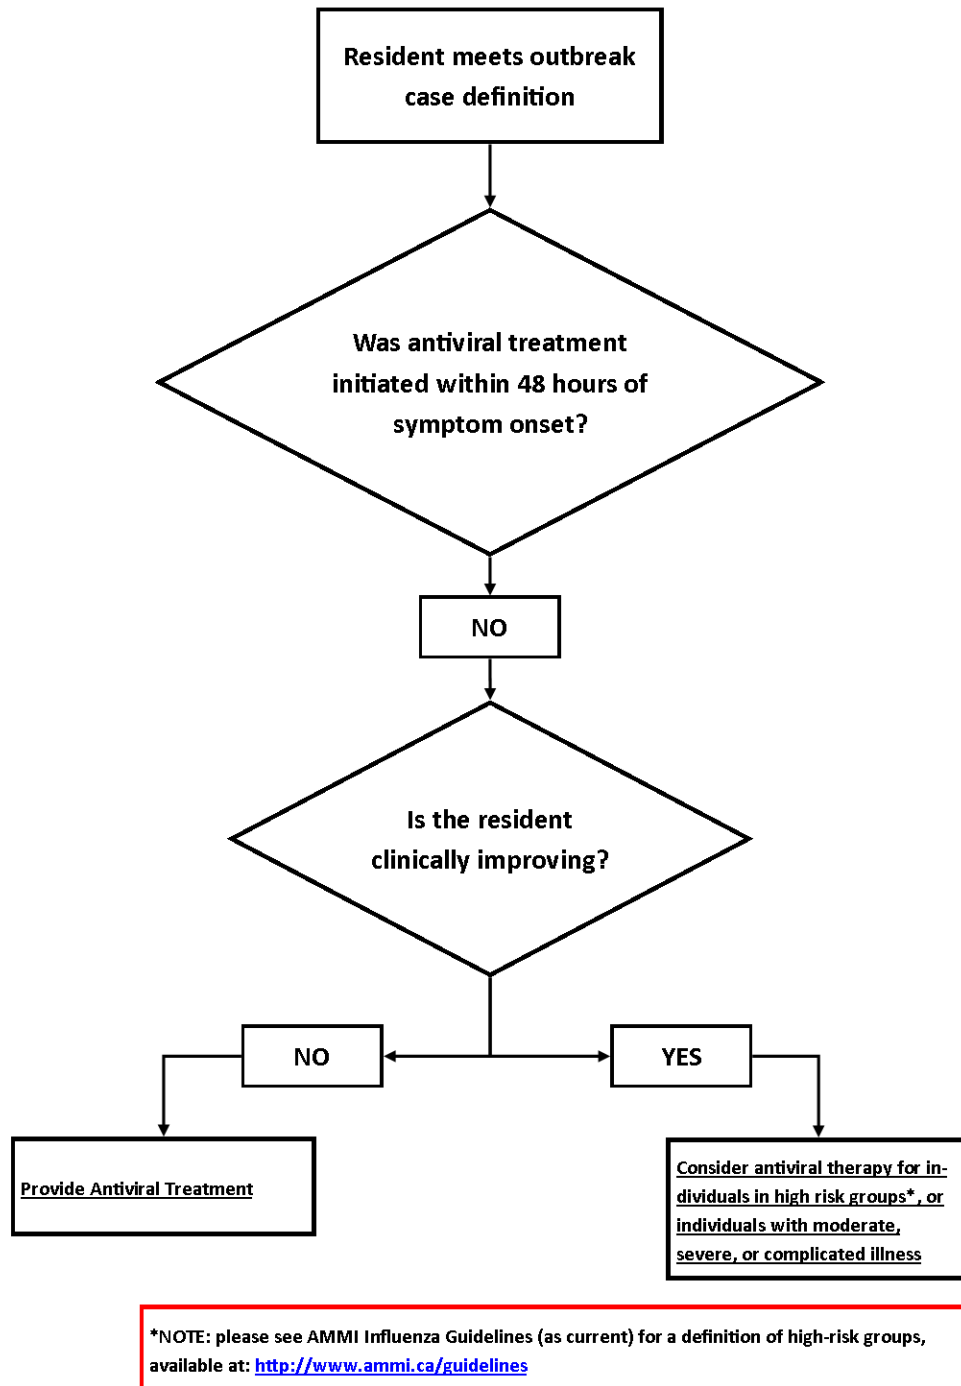 Resident meets outbreak
case definition
Was antiviral treatment
initiated within 48 hours of
symptom onset?
NO
Is the resident
clinically improving?
NO
YES
Provide Antiviral Treatment
Consider antiviral therapy for in-
dividuals in high risk groups*, or
individuals with moderate,
severe, or complicated illness
*NOTE: please see AMMI Influenza Guidelines (as current) for a definition of high-risk groups,
available at: http://www.ammi.ca/guidelines